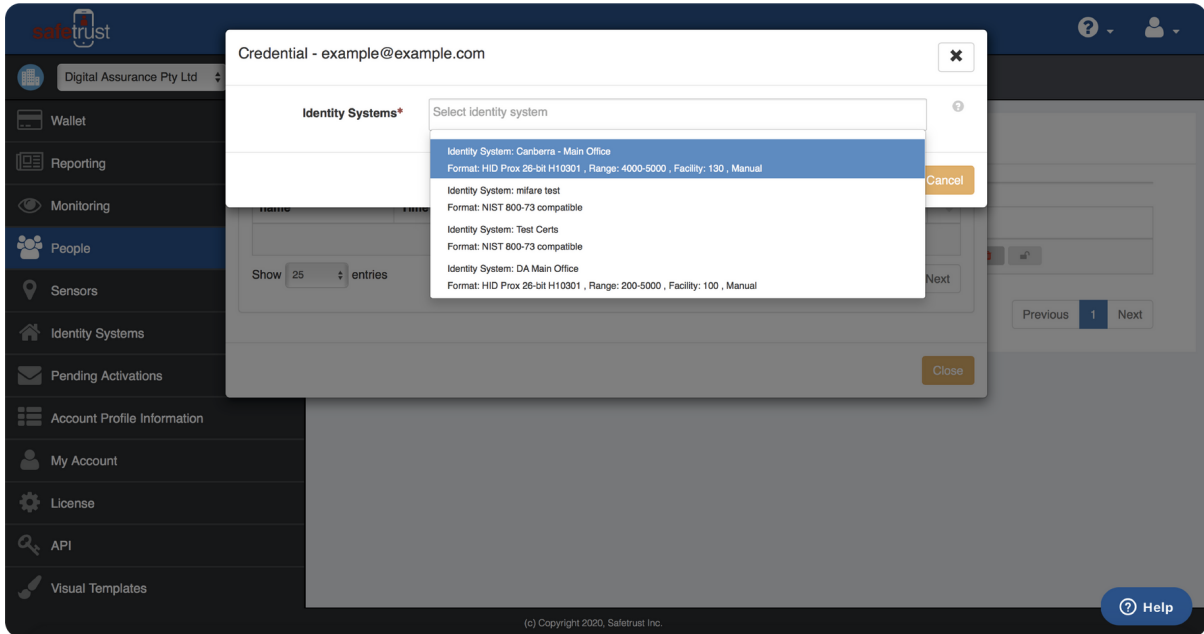 safetrust
Digital Assurance Pty Ltd
Wallet
Reporting
Monitoring
People
Sensors
Identity Systems
Pending Activations
Account Profile Information
My Account
License
API
Visual Templates
Credential - example@example.com
Identity Systems*
Select identity system
Identity System: Canberra - Main Office
Format: HID Prox 26-bit H10301 , Range: 4000-5000 , Facility: 130 , Manual
Identity System: mifare test
Format: NIST 800-73 compatible
Identity System: Test Certs
Format: NIST 800-73 compatible
Identity System: DA Main Office
Format: HID Prox 26-bit H10301 , Range: 200-5000 , Facility: 100 , Manual
Cancel
Show 25 entries
Next
Previous 1 Next
Close
Help
(c) Copyright 2020, Safetrust Inc.